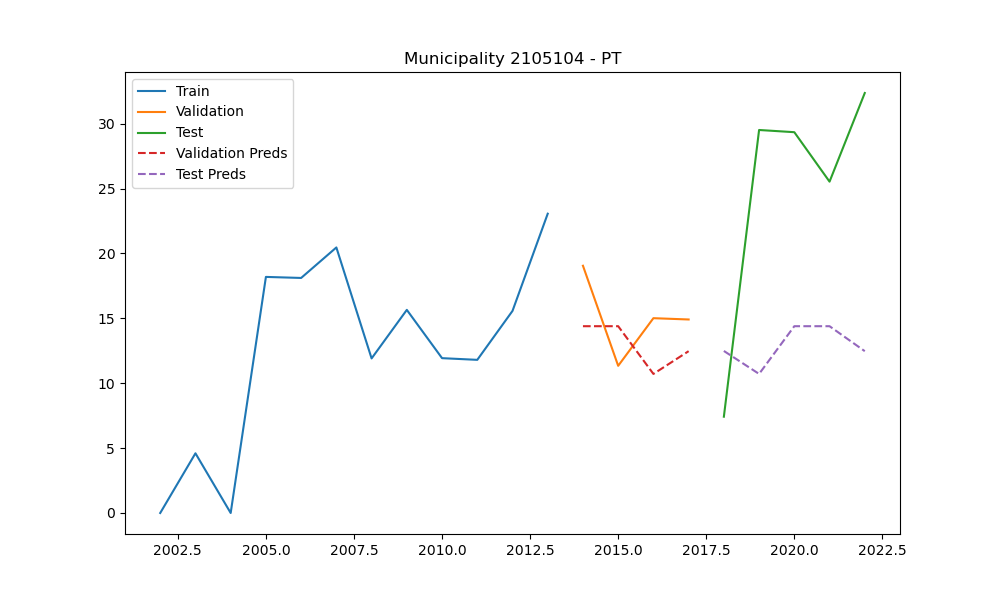 Municipality 2105104 - PT
Train
Validation
Test
Validation Preds
Test Preds
30
25
20
15
10
5
0
2002.5 2005.0 2007.5 2010.0 2012.5 2015.0 2017.5 2020.0 2022.5